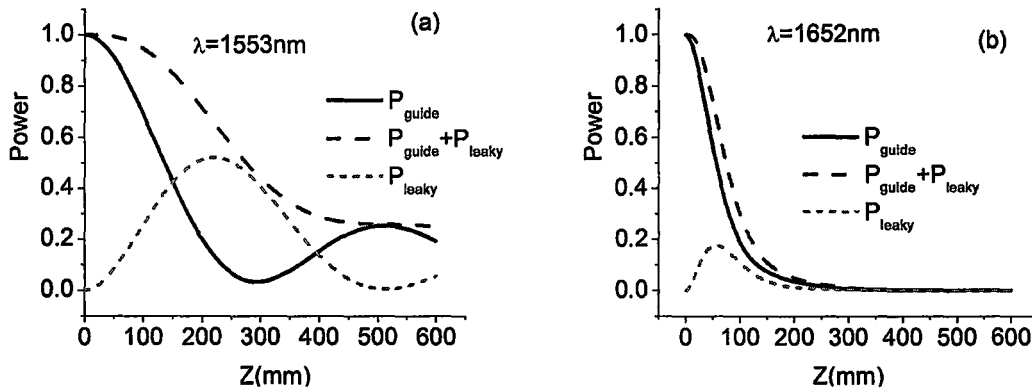 (a)
λ=1553nm
P_guide
P_guide+P_leaky
P_leaky
Power
1.0
0.8
0.6
0.4
0.2
0.0
0 100 200 300 400 500 600
Z(mm)
(b)
λ=1652nm
P_guide
P_guide+P_leaky
P_leaky
Power
1.0
0.8
0.6
0.4
0.2
0.0
0 100 200 300 400 500 600
Z(mm)